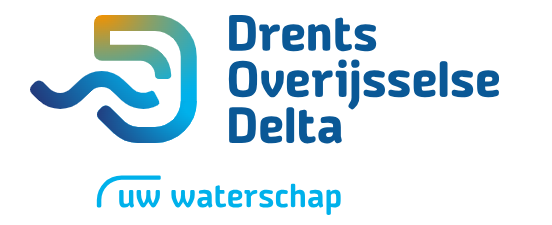 Drents
Overijsselse
Delta
uw waterschap